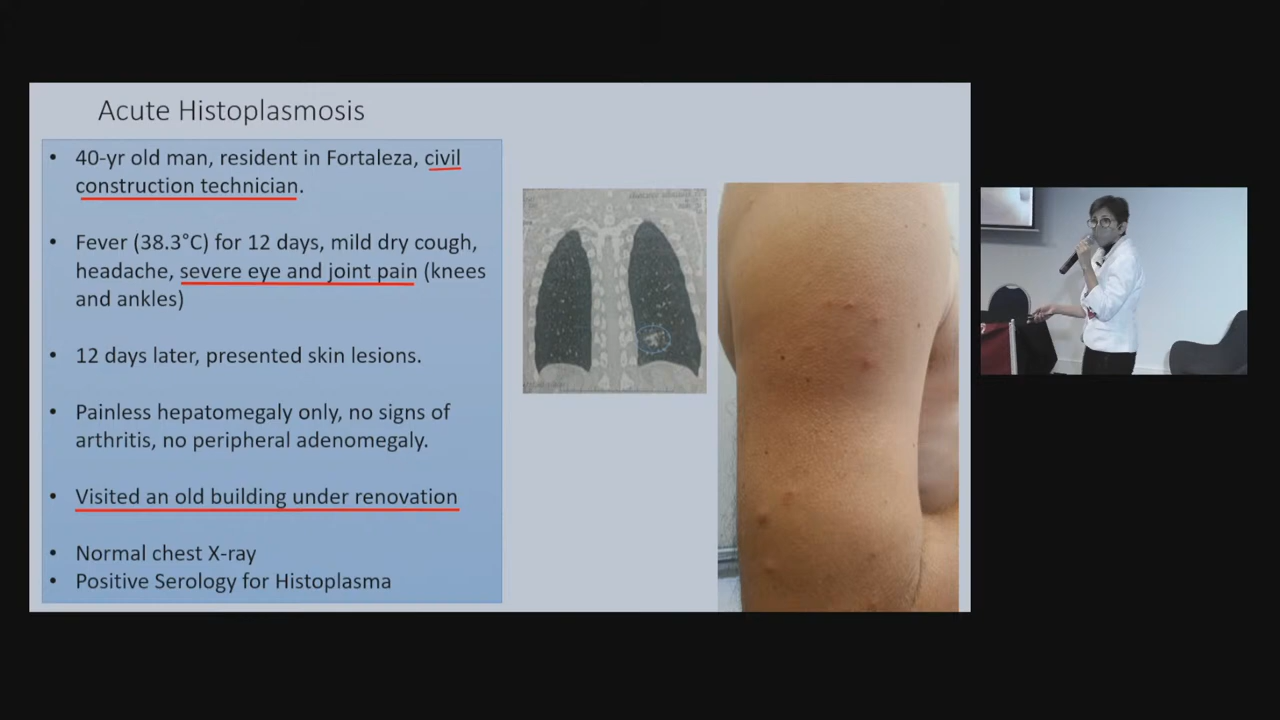 Acute Histoplasmosis
• 40-yr old man, resident in Fortaleza, civil
construction technician.
• Fever (38.3°C) for 12 days, mild dry cough,
headache, severe eye and joint pain (knees
and ankles)
• 12 days later, presented skin lesions.
• Painless hepatomegaly only, no signs of
arthritis, no peripheral adenomegaly.
• Visited an old building under renovation
• Normal chest X-ray
• Positive Serology for Histoplasma